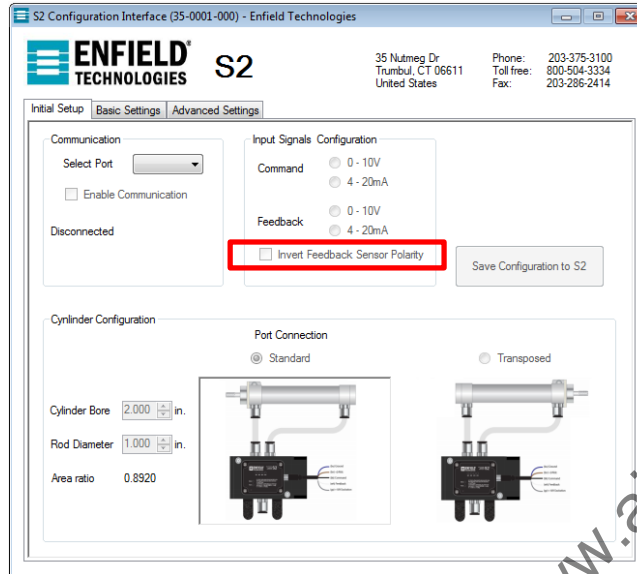 S2 Configuration Interface (35-0001-000) - Enfield Technologies
ENFIELD
TECHNOLOGIES
S2
35 Nutmeg Dr
Trumbul, CT 06611
United States
Phone: 203-375-3100
Toll free: 800-504-3334
Fax: 203-286-2414
Initial Setup Basic Settings Advanced Settings
Communication
Select Port
Enable Communication
Disconnected
Input Signals Configuration
Command
0 - 10V
4 - 20mA
Feedback
0 - 10V
4 - 20mA
Invert Feedback Sensor Polarity
Save Configuration to S2
Cynlinder Configuration
Port Connection
Standard
Transposed
Cylinder Bore 2.000 in.
Rod Diameter 1.000 in.
Area ratio 0.8920